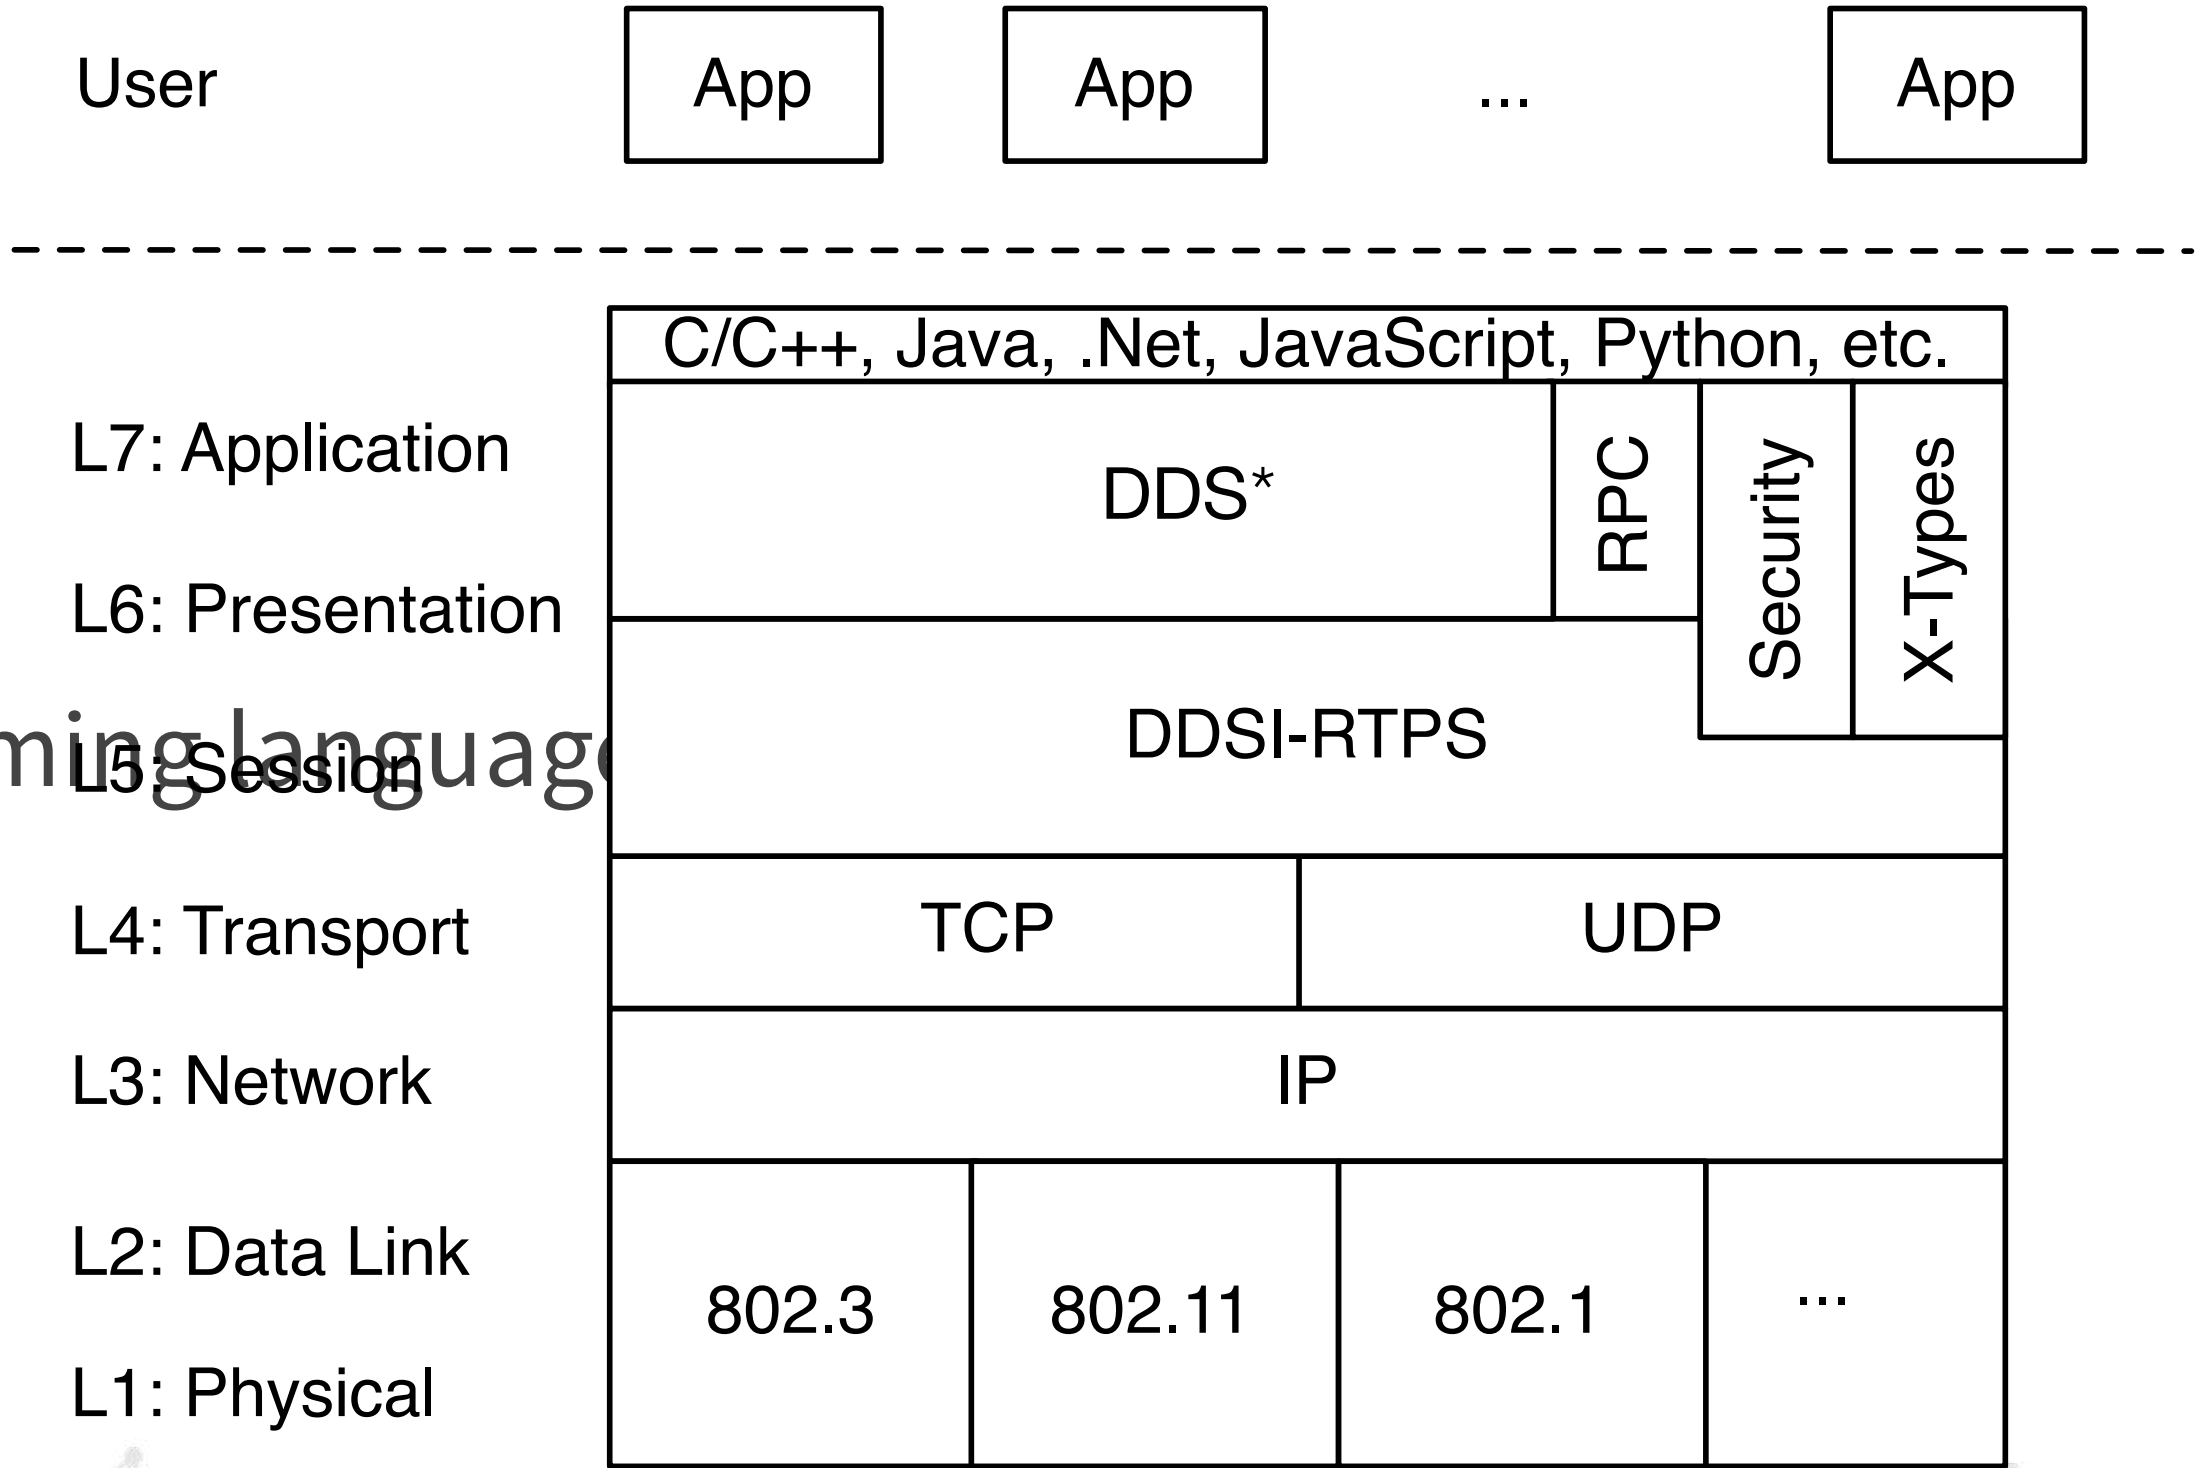 User App App ... App
C/C++, Java, .Net, JavaScript, Python, etc.
L7: Application
DDS*
RPC
Security
X-Types
L6: Presentation
DDSI-RTPS
ming language
L5: Session
L4: Transport TCP UDP
L3: Network IP
L2: Data Link
802.3 802.11 802.1 ...
L1: Physical